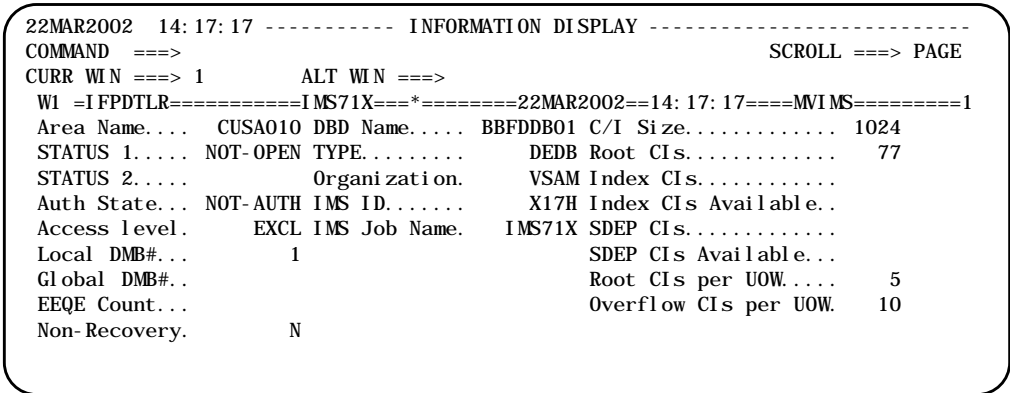 22MAR2002 14:17:17 ----------- INFORMATION DISPLAY ----------------------------
COMMAND ===> SCROLL ===> PAGE
CURR WIN ===> 1 ALT WIN ===>
W1 =IFPDTLR===========IMS71X===*========22MAR2002==14:17:17====MVIMS=========1
Area Name.... CUSA010 DBD Name..... BBFDDB01 C/I Size............. 1024
STATUS 1..... NOT-OPEN TYPE......... DEDB Root CIs............. 77
STATUS 2..... Organization. VSAM Index CIs............
Auth State... NOT-AUTH IMS ID....... X17H Index CIs Available..
Access level. EXCL IMS Job Name. IMS71X SDEP CIs.............
Local DMB#... 1 SDEP CIs Available...
Global DMB#.. Root CIs per UOW..... 5
EEQE Count... Overflow CIs per UOW. 10
Non-Recovery. N